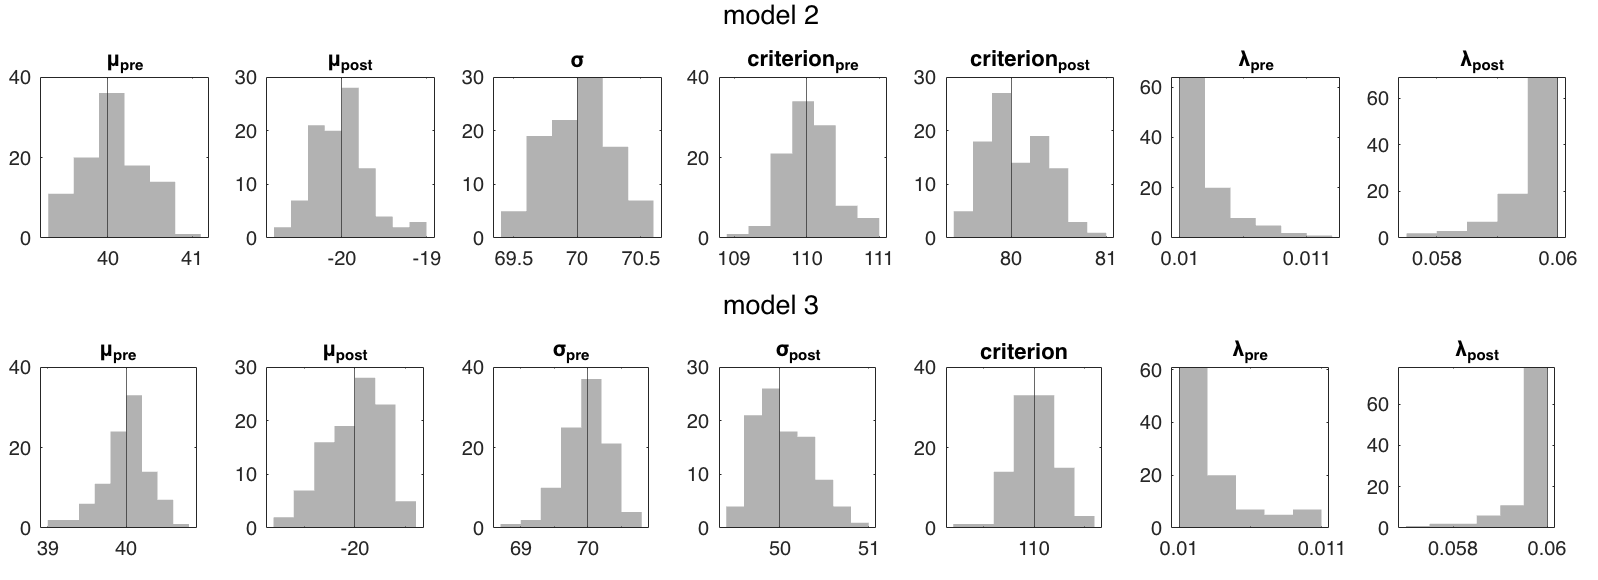 model 2
μpre μpost σ criterionpre criterionpost λpre λpost
40 30 30 40 30 60 60
20 20 20 20 20 40 40
10 10 10 20 20
0 0 0 0 0 0 0
40 41 -20 -19 69.5 70 70.5 109 110 111 80 81 0.01 0.011 0.058 0.06
model 3
μpre μpost σpre σpost criterion λpre λpost
40 30 40 30 40 60 60
20 20 20 20 20 40 40
10 10 20 20
0 0 0 0 0 0 0
39 40 -20 69 70 50 51 110 0.01 0.011 0.058 0.06